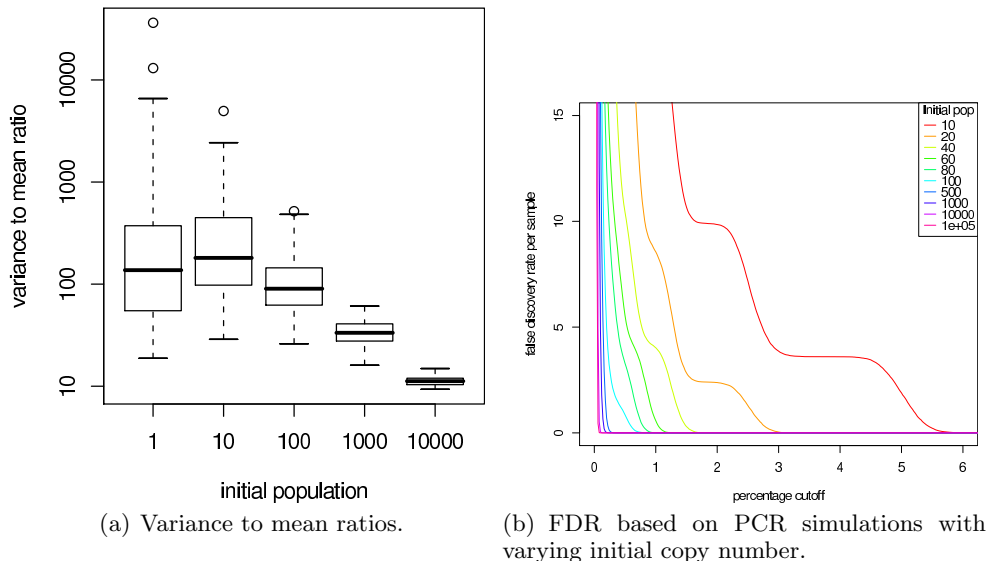 variance to mean ratio
10000
1000
100
10
1 10 100 1000 10000
initial population
(a) Variance to mean ratios.
false discovery rate per sample
15
10
5
0
0 1 2 3 4 5 6
percentage cutoff
Initial pop
10
20
40
60
80
100
500
1000
10000
1e+05
(b) FDR based on PCR simulations with
varying initial copy number.